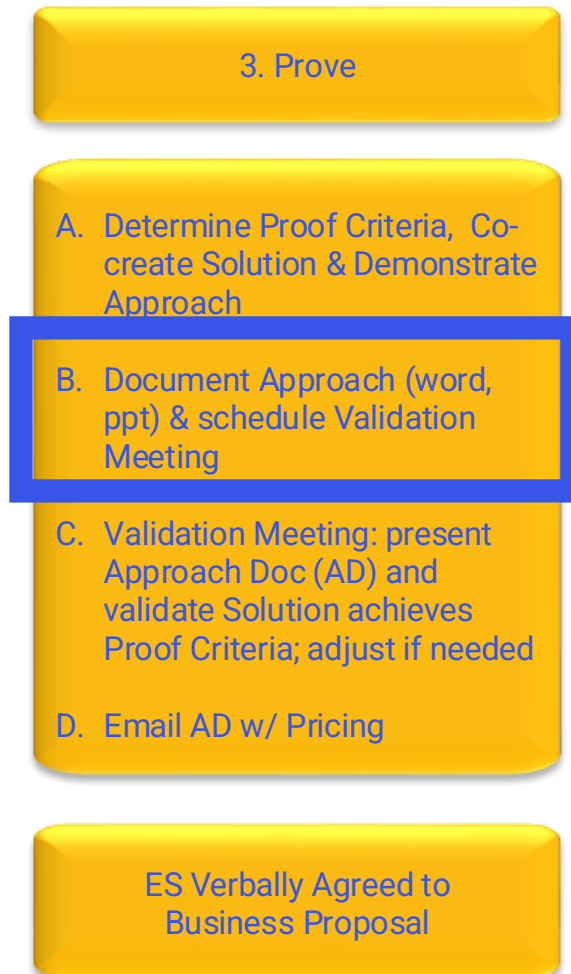 3. Prove
A. Determine Proof Criteria, Co-
create Solution & Demonstrate
Approach
B. Document Approach (word,
ppt) & schedule Validation
Meeting
C. Validation Meeting: present
Approach Doc (AD) and
validate Solution achieves
Proof Criteria; adjust if needed
D. Email AD w/ Pricing
ES Verbally Agreed to
Business Proposal